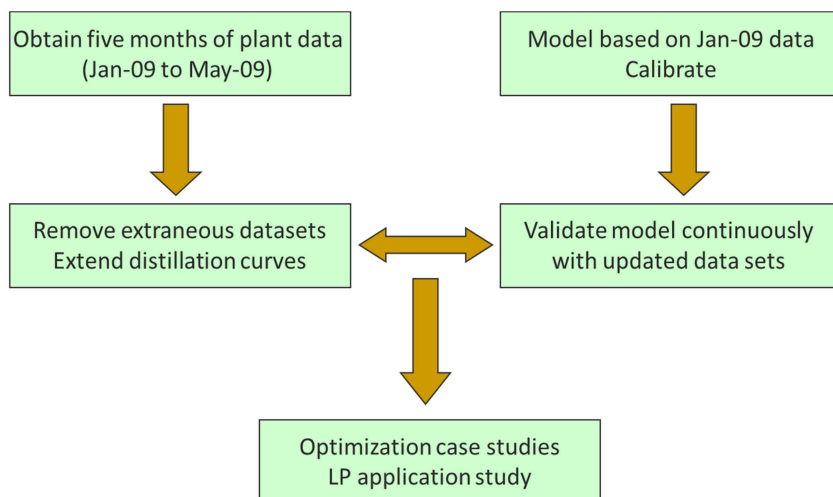 Obtain five months of plant data
(Jan-09 to May-09)
Model based on Jan-09 data
Calibrate
Remove extraneous datasets
Extend distillation curves
Validate model continuously
with updated data sets
Optimization case studies
LP application study